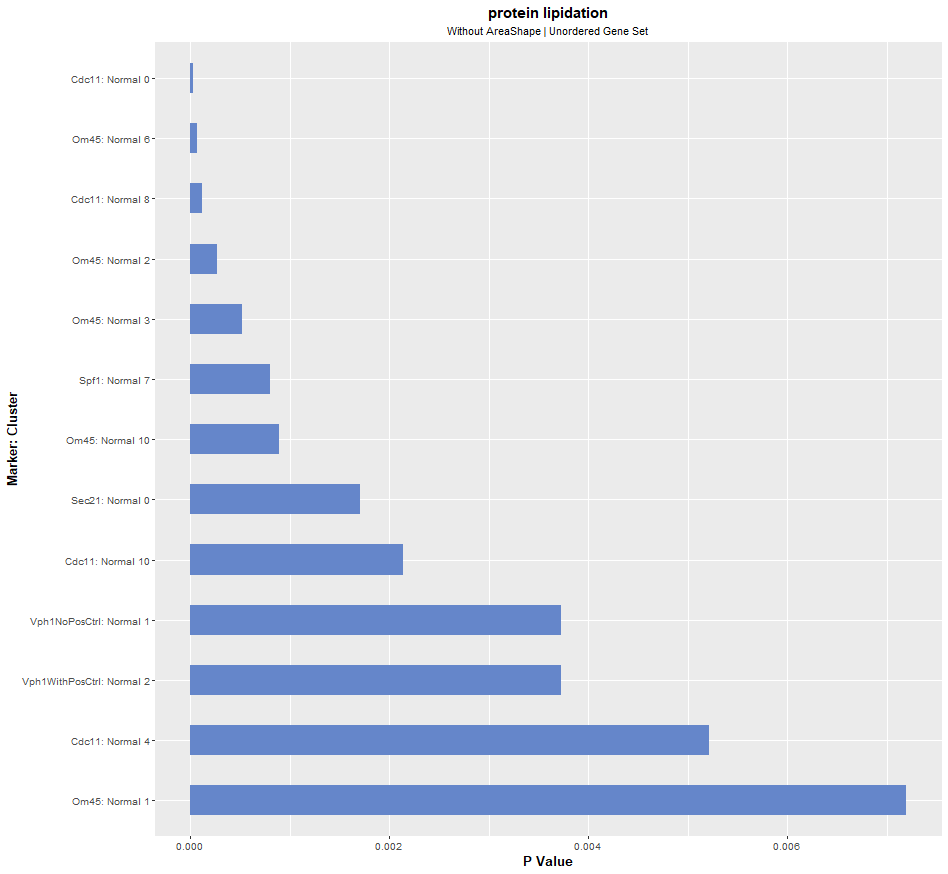 protein lipidation
Without AreaShape | Unordered Gene Set
Cdc11: Normal 0
Om45: Normal 6
Cdc11: Normal 8
Om45: Normal 2
Om45: Normal 3
Spf1: Normal 7
Om45: Normal 10
Sec21: Normal 0
Cdc11: Normal 10
Vph1NoPosCtrl: Normal 1
Vph1WithPosCtrl: Normal 2
Cdc11: Normal 4
Om45: Normal 1
Marker: Cluster
0.000 0.002 0.004 0.006
P Value